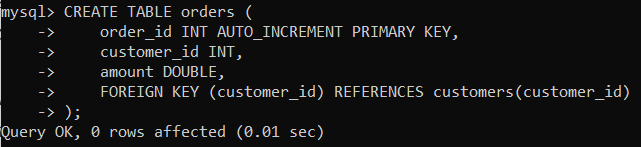 mysql> CREATE TABLE orders (
    ->     order_id INT AUTO_INCREMENT PRIMARY KEY,
    ->     customer_id INT,
    ->     amount DOUBLE,
    ->     FOREIGN KEY (customer_id) REFERENCES customers(customer_id)
    -> );
Query OK, 0 rows affected (0.01 sec)